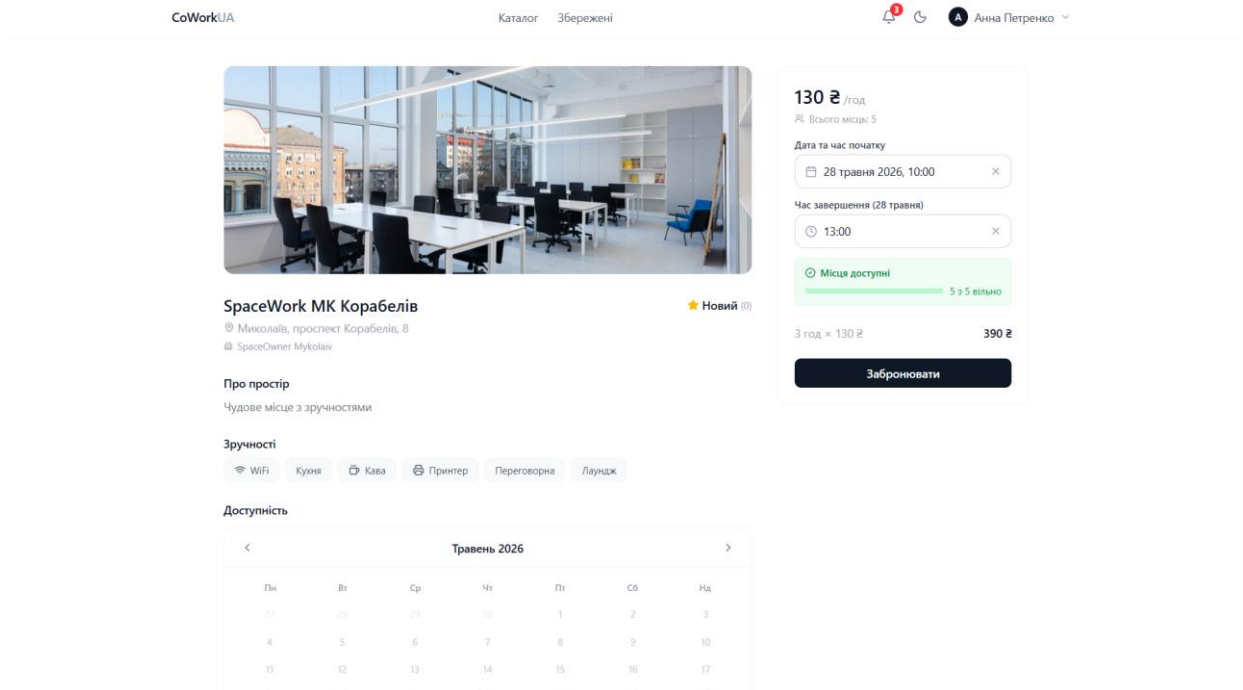 CoWorkUA
Каталог Збережені
3
A Анна Петренко
130 ₴ /год
Всього місць: 5
Дата та час початку
28 травня 2026, 10:00
Час завершення (28 травня)
13:00
Місця доступні
5 з 5 вільно
3 год × 130 ₴ 390 ₴
Забронювати
SpaceWork МК Корабелів
Новий (0)
Миколаїв, проспект Корабелів, 8
SpaceOwner Mykolaiv
Про простір
Чудове місце з зручностями
Зручності
WiFi Кухня Кава Принтер Переговорна Лаундж
Доступність
Травень 2026
Пн Вт Ср Чт Пт Сб Нд
27 28 29 30 1 2 3
4 5 6 7 8 9 10
11 12 13 14 15 16 17